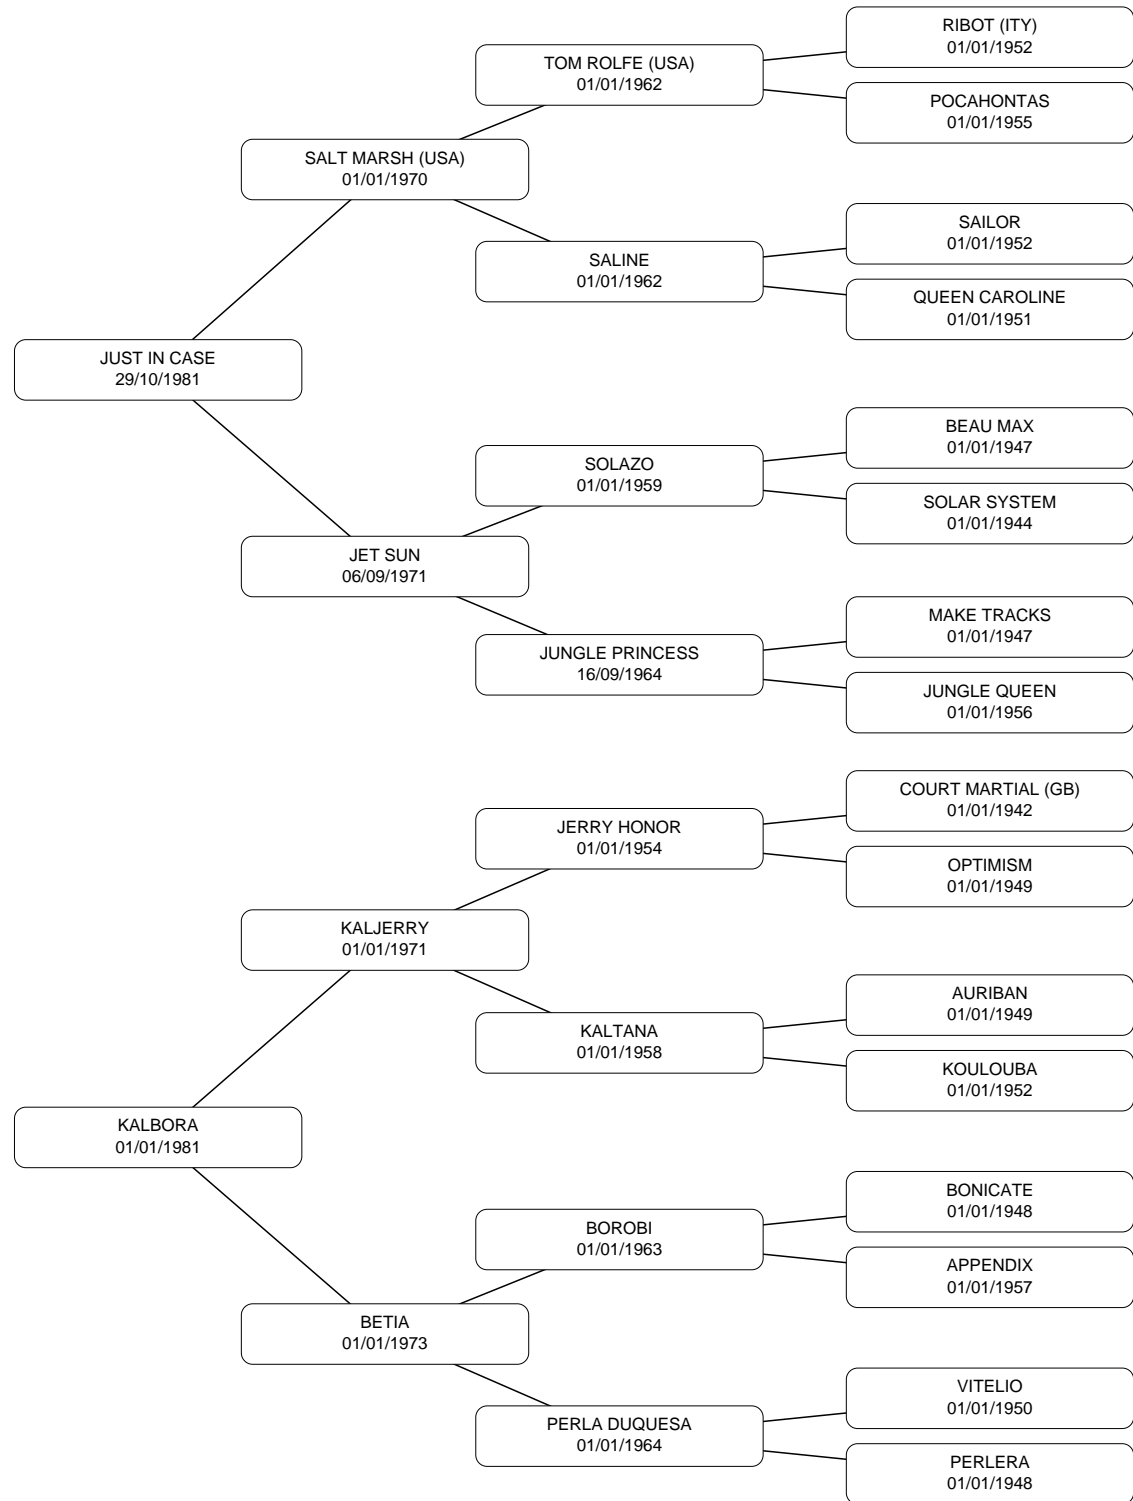 RIBOT (ITY)
01/01/1952
TOM ROLFE (USA)
01/01/1962
POCAHONTAS
01/01/1955
SALT MARSH (USA)
01/01/1970
SAILOR
01/01/1952
SALINE
01/01/1962
QUEEN CAROLINE
01/01/1951
JUST IN CASE
29/10/1981
BEAU MAX
01/01/1947
SOLAZO
01/01/1959
SOLAR SYSTEM
01/01/1944
JET SUN
06/09/1971
MAKE TRACKS
01/01/1947
JUNGLE PRINCESS
16/09/1964
JUNGLE QUEEN
01/01/1956
COURT MARTIAL (GB)
01/01/1942
JERRY HONOR
01/01/1954
OPTIMISM
01/01/1949
KALJERRY
01/01/1971
AURIBAN
01/01/1949
KALTANA
01/01/1958
KOULOUBA
01/01/1952
KALBORA
01/01/1981
BONICATE
01/01/1948
BOROBI
01/01/1963
APPENDIX
01/01/1957
BETIA
01/01/1973
VITELIO
01/01/1950
PERLA DUQUESA
01/01/1964
PERLERA
01/01/1948